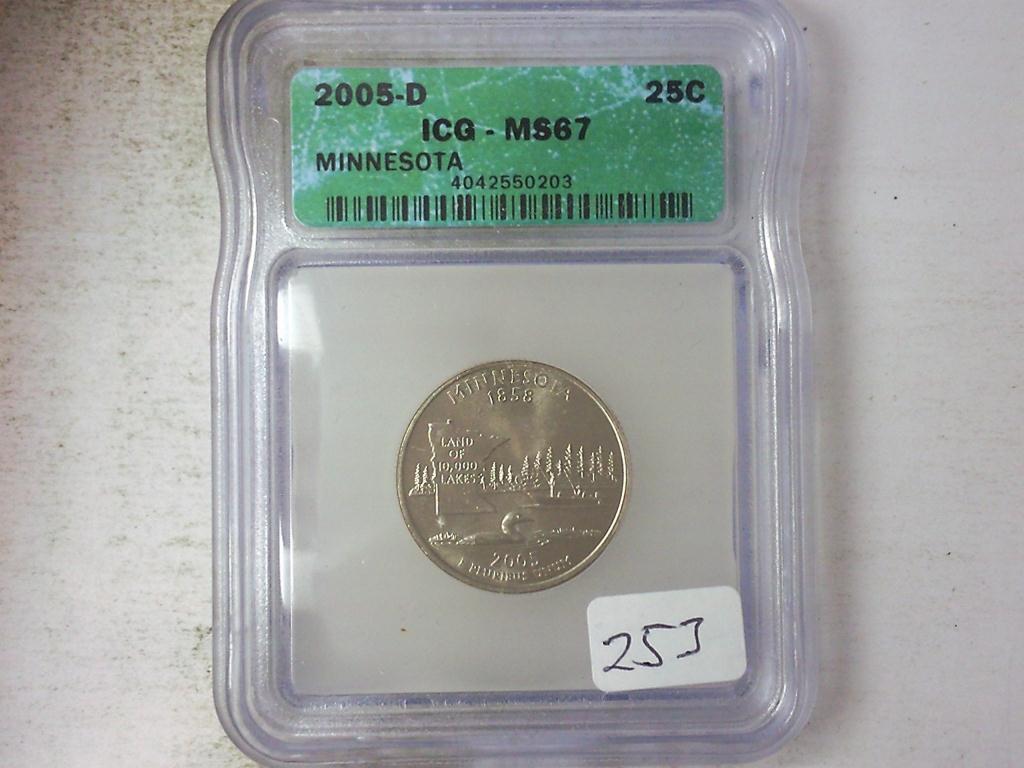 2005-D 25C
ICG - MS67
MINNESOTA
4042550203
MINNESOTA
1858
LAND
OF
10,000
LAKES
2005
E PLURIBUS UNUM
253